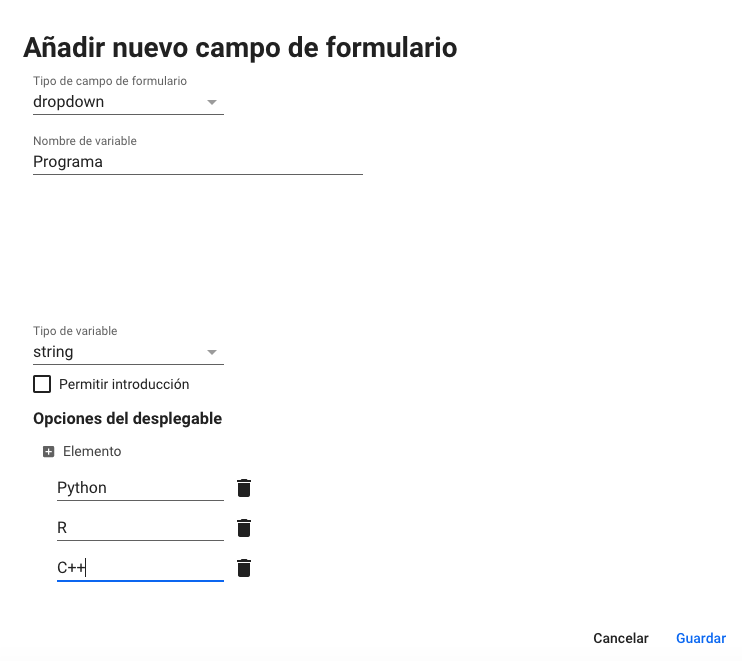 Añadir nuevo campo de formulario
Tipo de campo de formulario
dropdown
Nombre de variable
Programa
Tipo de variable
string
Permitir introducción
Opciones del desplegable
Elemento
Python
R
C++
Cancelar Guardar